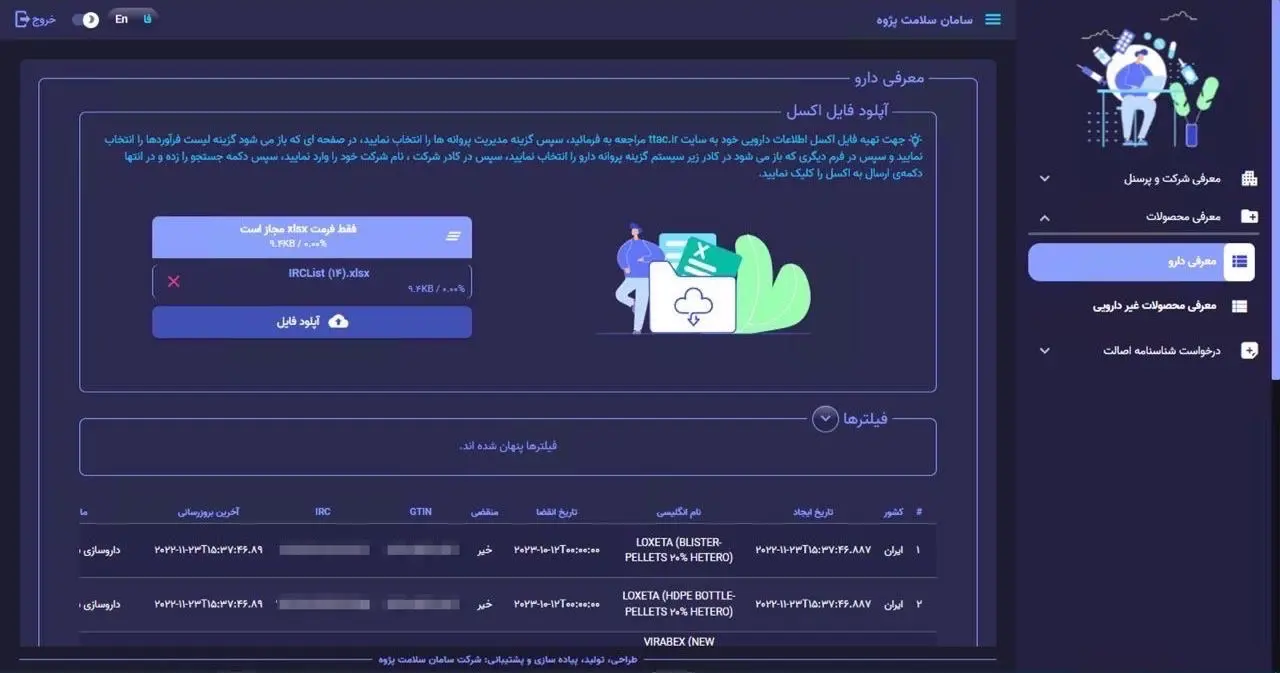 سامان سلامت پژوه
فا
En
خروج
معرفی شرکت و پرسنل
معرفی محصولات
معرفی دارو
معرفی محصولات غیر دارویی
درخواست شناسنامه اصالت
معرفی دارو
آپلود فایل اکسل
جهت تهیه فایل اکسل اطلاعات دارویی خود به سایت ttac.ir مراجعه به فرمائید، سپس گزینه مدیریت پروانه ها را انتخاب نمایید، در صفحه ای که باز می شود گزینه لیست فرآوردها را انتخاب
نمایید و سپس در فرم دیگری که باز می شود در کادر زیر سیستم گزینه پروانه دارو را انتخاب نمایید، سپس در کادر شرکت ، نام شرکت خود را وارد نمایید، سپس دکمه جستجو را زده و در انتها
دکمه‌ی ارسال به اکسل را کلیک نمایید.
فقط فرمت xlsx مجاز است
۹.۴KB / ۰.۰۰%
IRCList (۱۴).xlsx
۹.۴KB / ۰.۰۰%
آپلود فایل
فیلترها
فیلترها پنهان شده اند.
# کشور تاریخ ایجاد نام انگلیسی تاریخ انقضا منقضی GTIN IRC آخرین بروزرسانی ما
۱ ایران ۲۰۲۲-۱۱-۲۳T۱۵:۳۷:۴۶.۸۸۷ LOXETA (BLISTER-PELLETS ۲۰% HETERO) ۲۰۲۳-۱۰-۱۲T۰۰:۰۰:۰۰ خیر ۲۰۲۲-۱۱-۲۳T۱۵:۳۷:۴۶.۸۹ داروسازی
۲ ایران ۲۰۲۲-۱۱-۲۳T۱۵:۳۷:۴۶.۸۸۷ LOXETA (HDPE BOTTLE-PELLETS ۲۰% HETERO) ۲۰۲۳-۱۰-۱۲T۰۰:۰۰:۰۰ خیر ۲۰۲۲-۱۱-۲۳T۱۵:۳۷:۴۶.۸۹ داروسازی
VIRABEX (NEW
طراحی، تولید، پیاده سازی و پشتیبانی: شرکت سامان سلامت پژوه